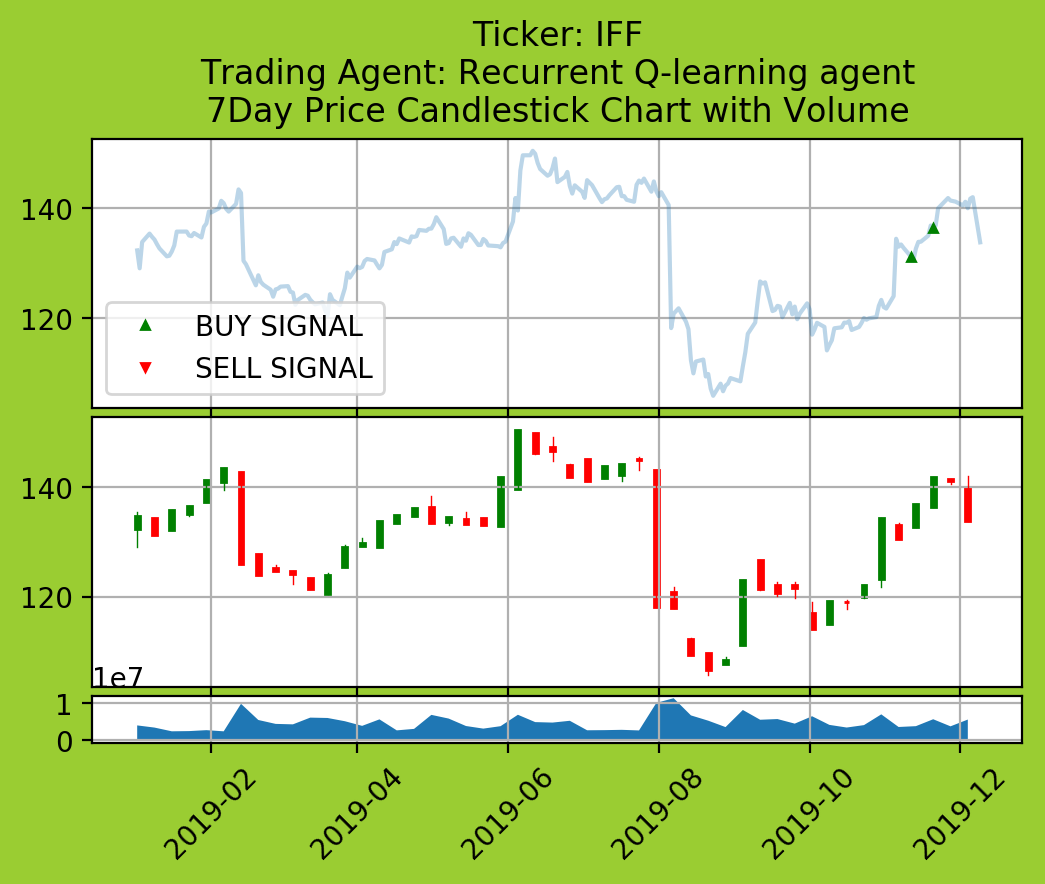 Ticker: IFF
Trading Agent: Recurrent Q-learning agent
7Day Price Candlestick Chart with Volume
140
120
BUY SIGNAL
SELL SIGNAL
140
120
1e7
1
0
2019-02
2019-04
2019-06
2019-08
2019-10
2019-12